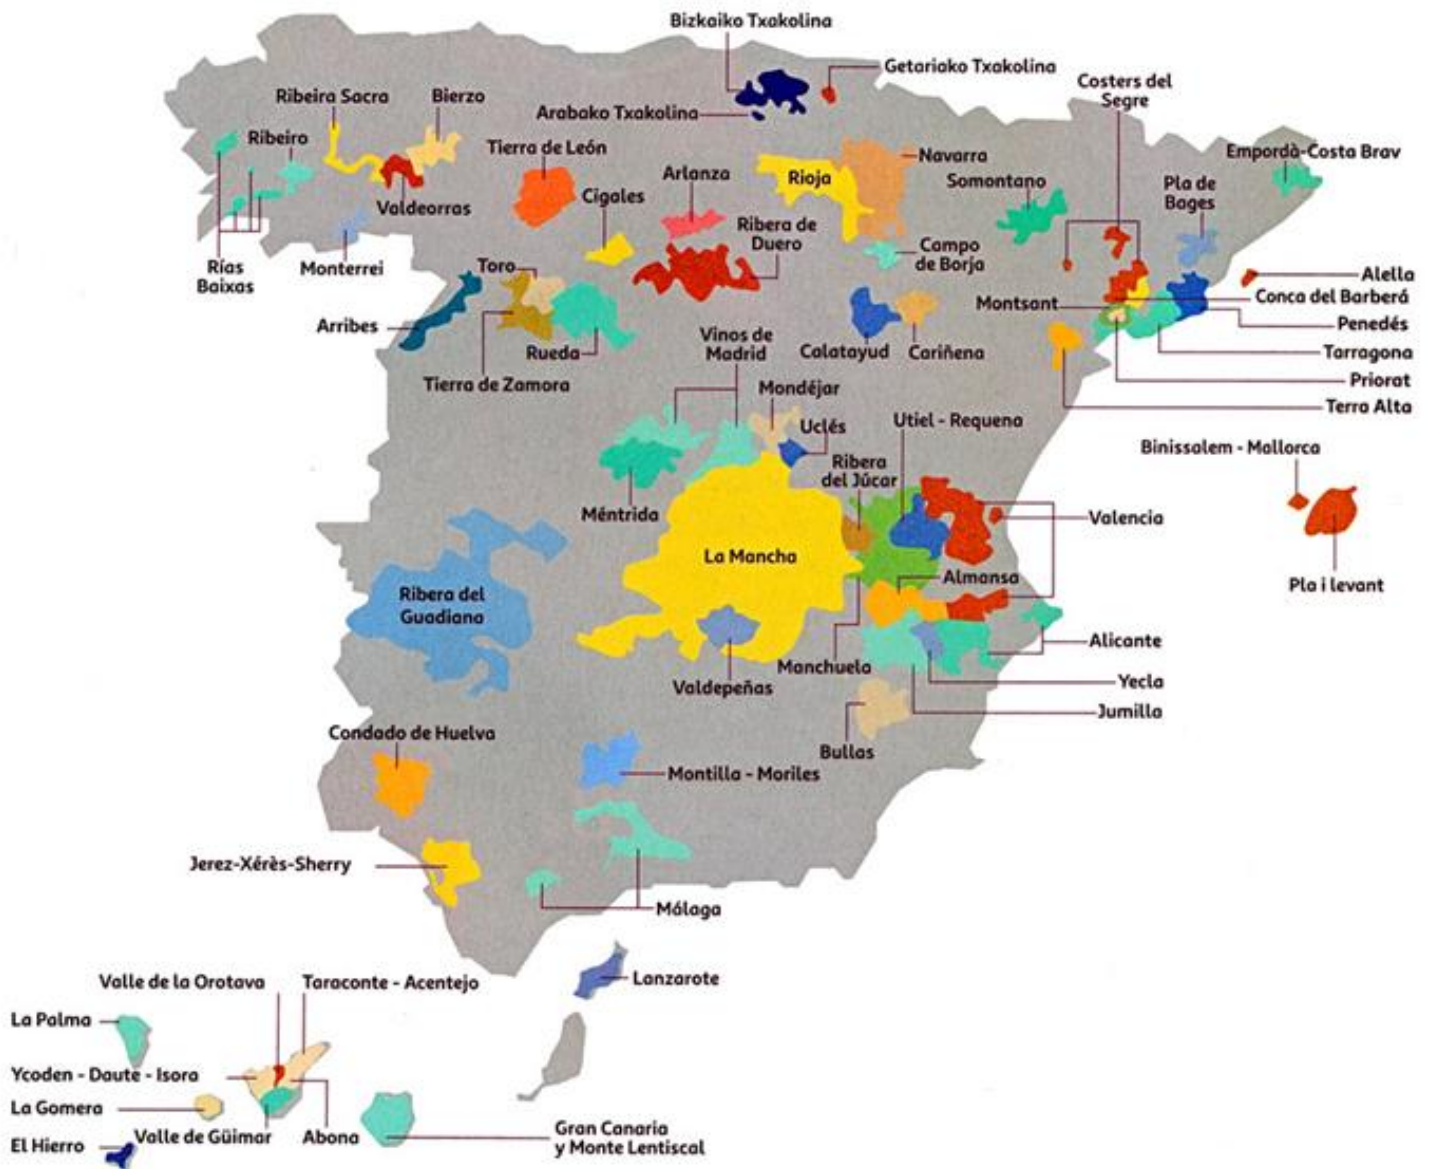 Bizkaiko Txakolina
Getariako Txakolina
Arabako Txakolina
Costers del
Segre
Ribeira Sacra
Bierzo
Ribeiro
Tierra de León
Cigales
Arlanza
Rioja
Navarra
Somontano
Empordà-Costa Brav
Pla de
Bages
Valdeorras
Ribera de
Duero
Campo
de Borja
Rías
Baixas
Monterrei
Toro
Alella
Conca del Barberá
Montsant
Penedés
Arribes
Rueda
Vinos de
Madrid
Calatayud
Cariñena
Tarragona
Tierra de Zamora
Mondéjar
Priorat
Terra Alta
Uclés
Utiel - Requena
Binissalem - Mallorca
Ribera
del Júcar
Méntrida
Valencia
La Mancha
Almansa
Pla i levant
Ribera del
Guadiana
Alicante
Manchuela
Valdepeñas
Yecla
Jumilla
Condado de Huelva
Bullas
Montilla - Moriles
Jerez-Xérès-Sherry
Málaga
Valle de la Orotava
Taraconte - Acentejo
Lanzarote
La Palma
Ycoden - Daute - Isora
La Gomera
El Hierro
Valle de Güimar
Abona
Gran Canaria
y Monte Lentiscal